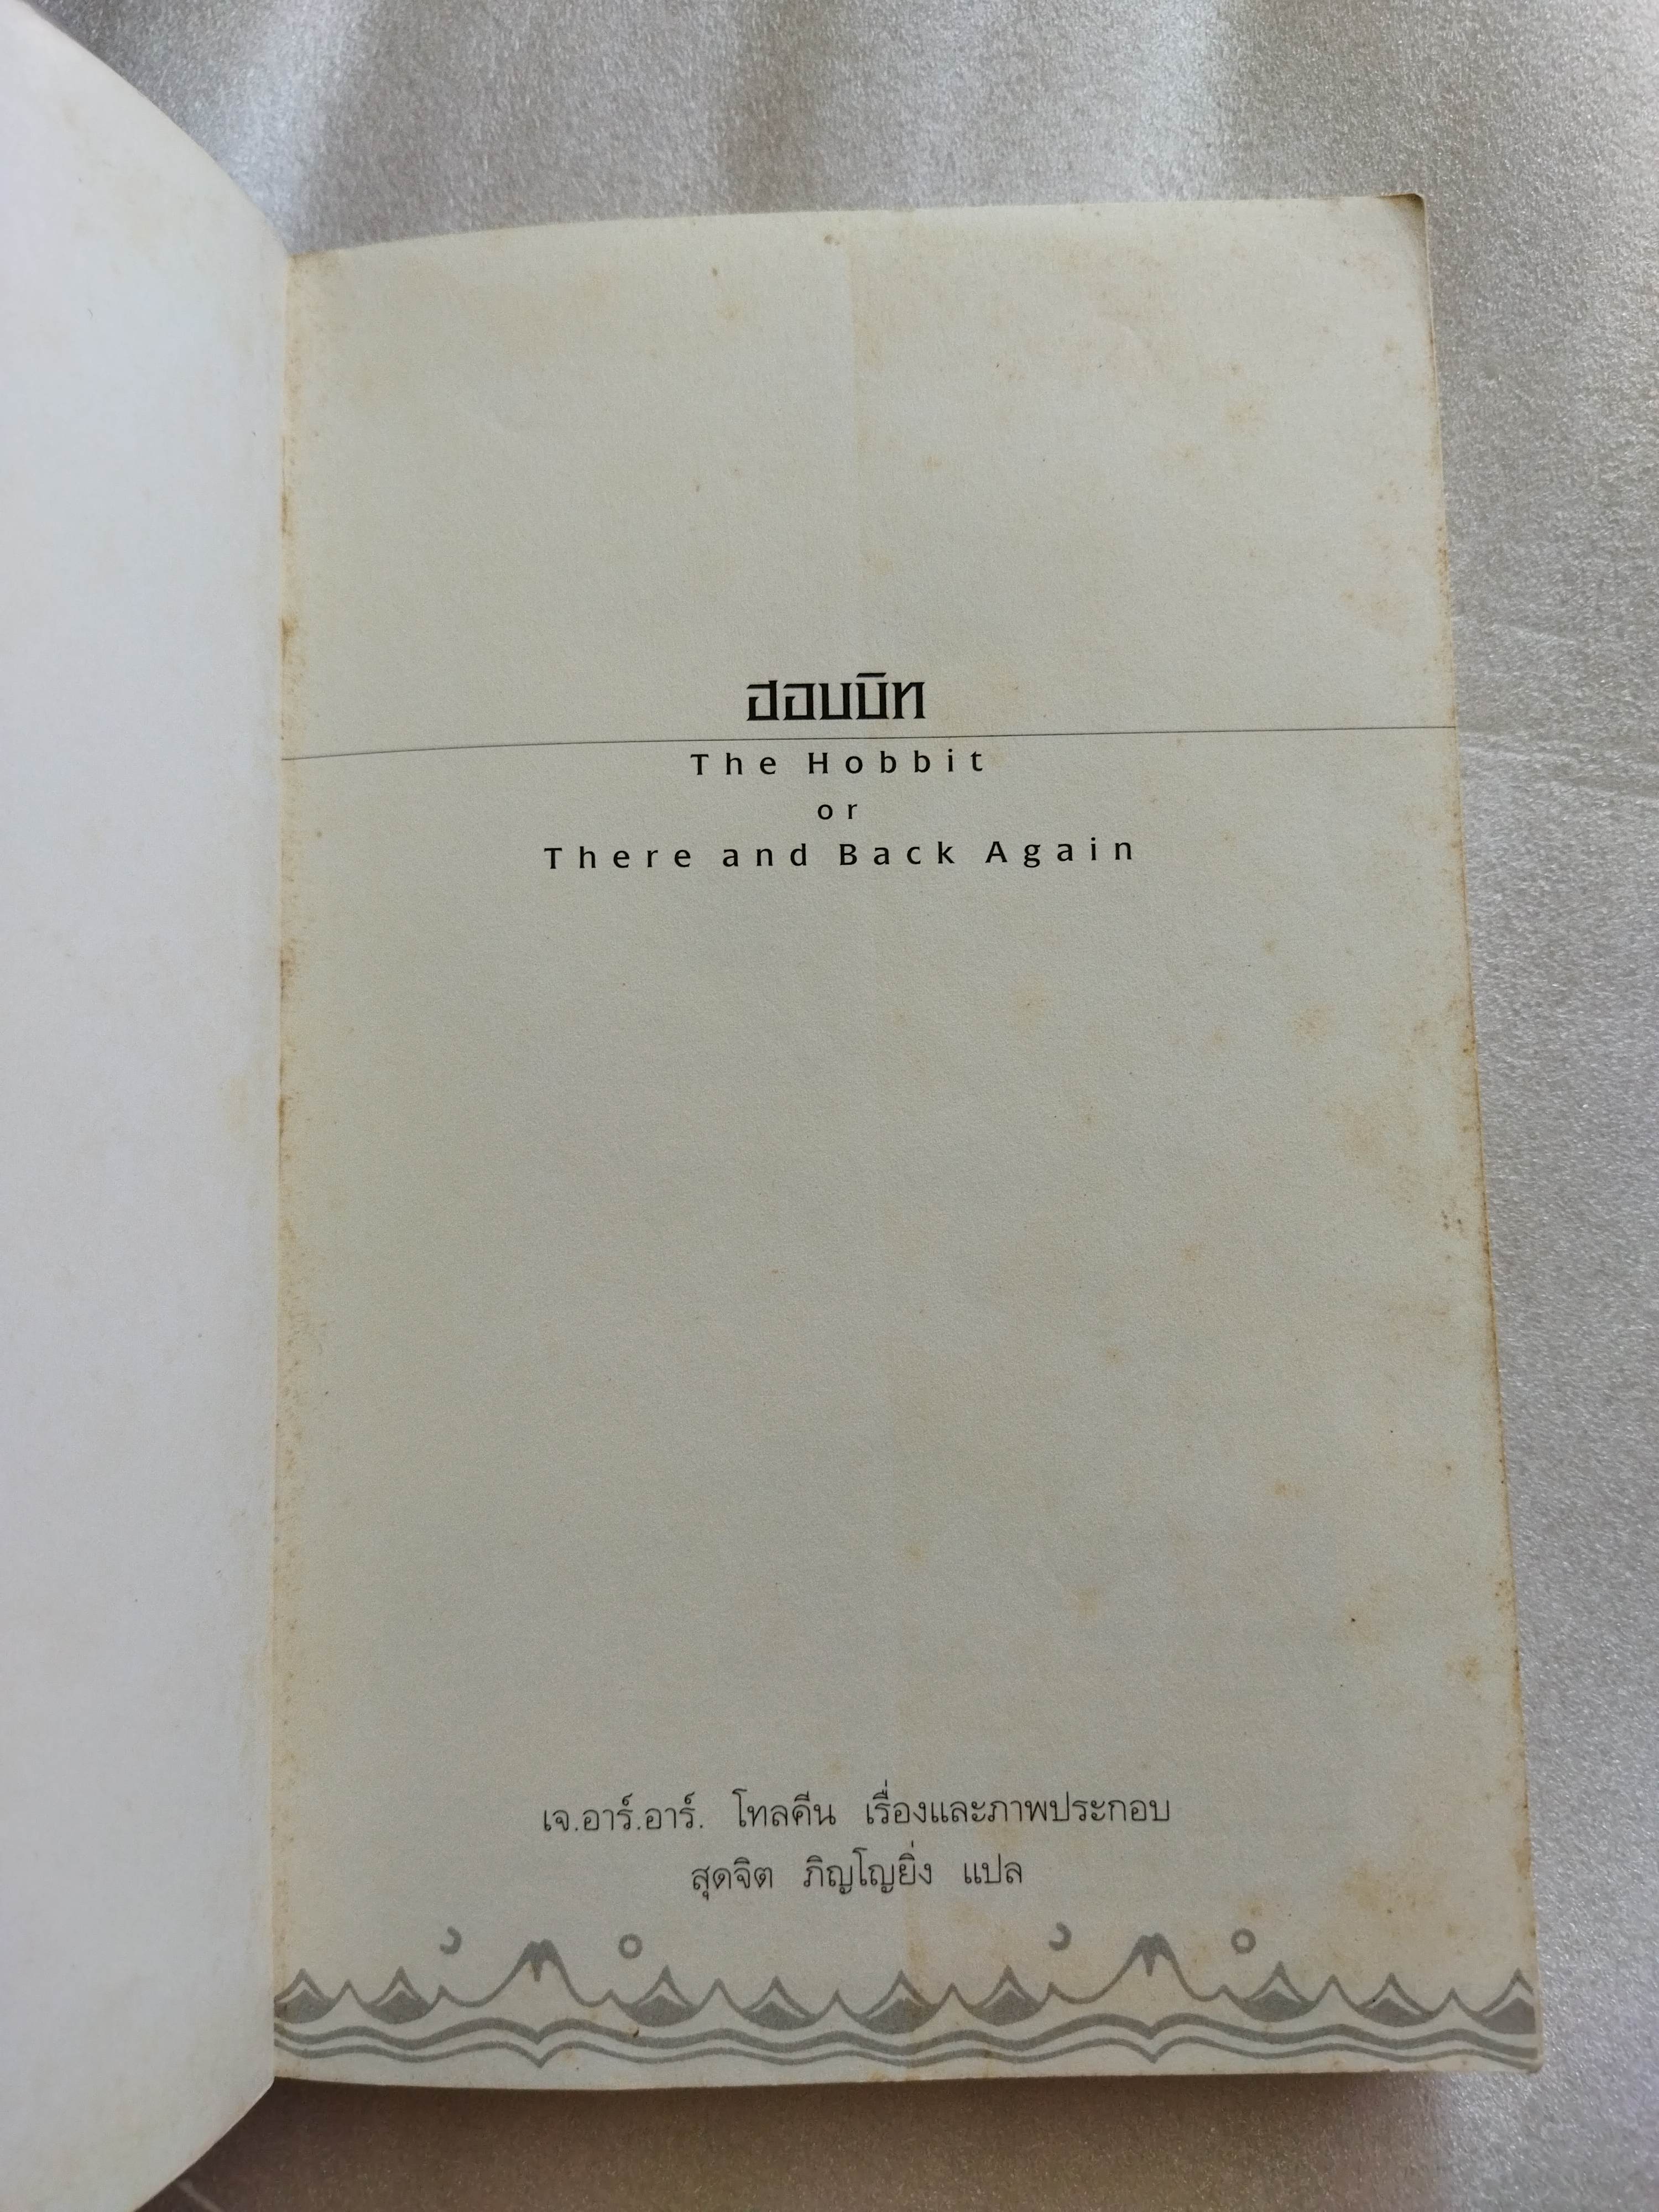 ฮอบบิท
The Hobbit
or
There and Back Again
เจ.อาร์.อาร์. โทลคีน เรื่องและภาพประกอบ
สุดจิต ภิญโญยิ่ง แปล